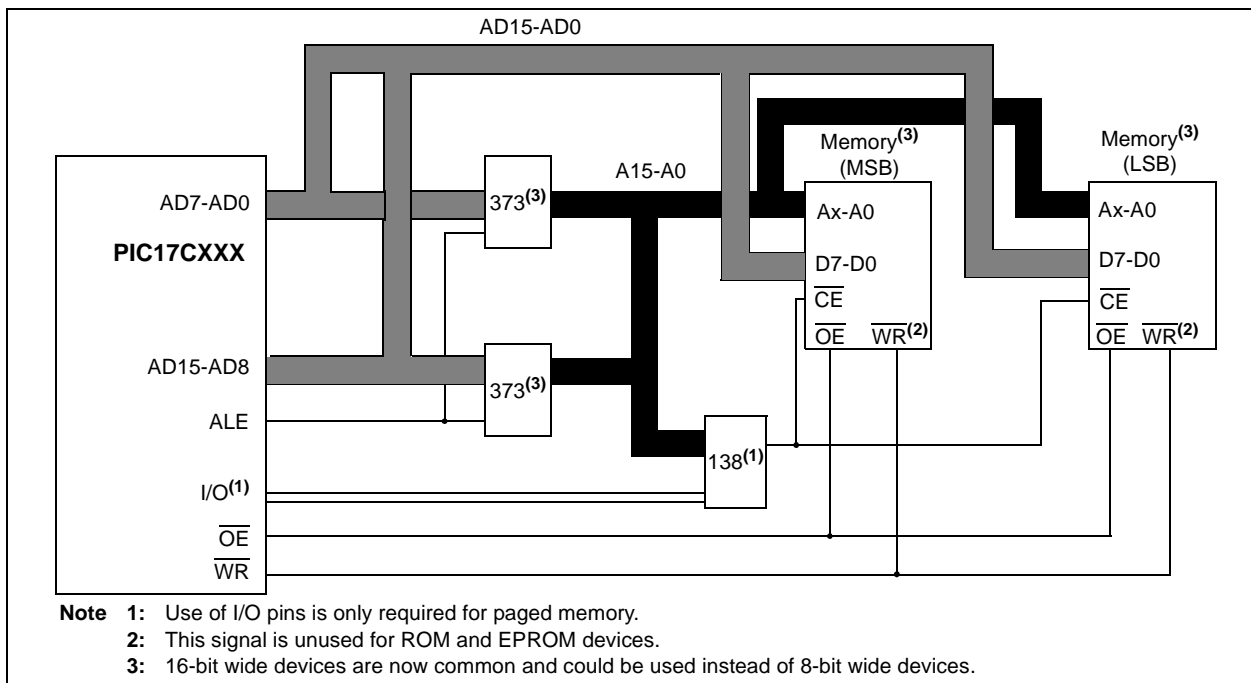 AD15-AD0
Memory(3)
(MSB)
Memory(3)
(LSB)
AD7-AD0
373(3)
A15-A0
Ax-A0
Ax-A0
PIC17CXXX
D7-D0
D7-D0
CE
CE
OE WR(2)
OE WR(2)
AD15-AD8
373(3)
ALE
138(1)
I/O(1)
OE
WR
Note 1: Use of I/O pins is only required for paged memory.
2: This signal is unused for ROM and EPROM devices.
3: 16-bit wide devices are now common and could be used instead of 8-bit wide devices.